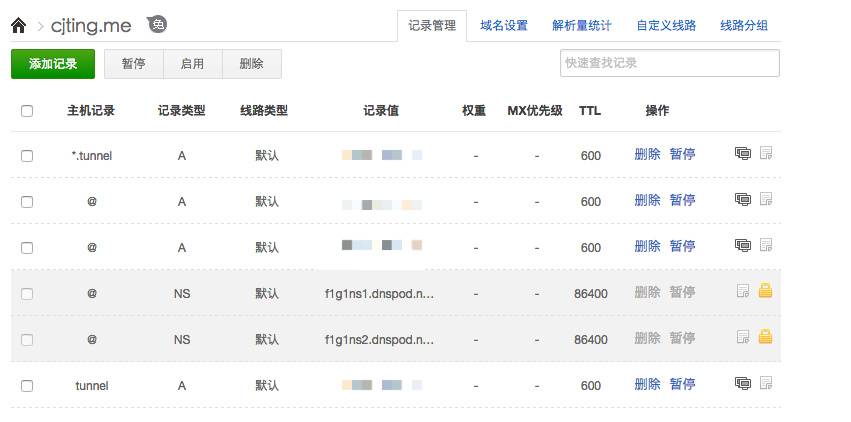 cjting.me 免 记录管理 域名设置 解析量统计 自定义线路 线路分组
添加记录 暂停 启用 删除 快速查找记录
主机记录 记录类型 线路类型 记录值 权重 MX优先级 TTL 操作
*.tunnel A 默认 - - 600 删除 暂停
@ A 默认 - - 600 删除 暂停
@ A 默认 - - 600 删除 暂停
@ NS 默认 f1g1ns1.dnspod.n... - - 86400 删除 暂停
@ NS 默认 f1g1ns2.dnspod.n... - - 86400 删除 暂停
tunnel A 默认 - - 600 删除 暂停